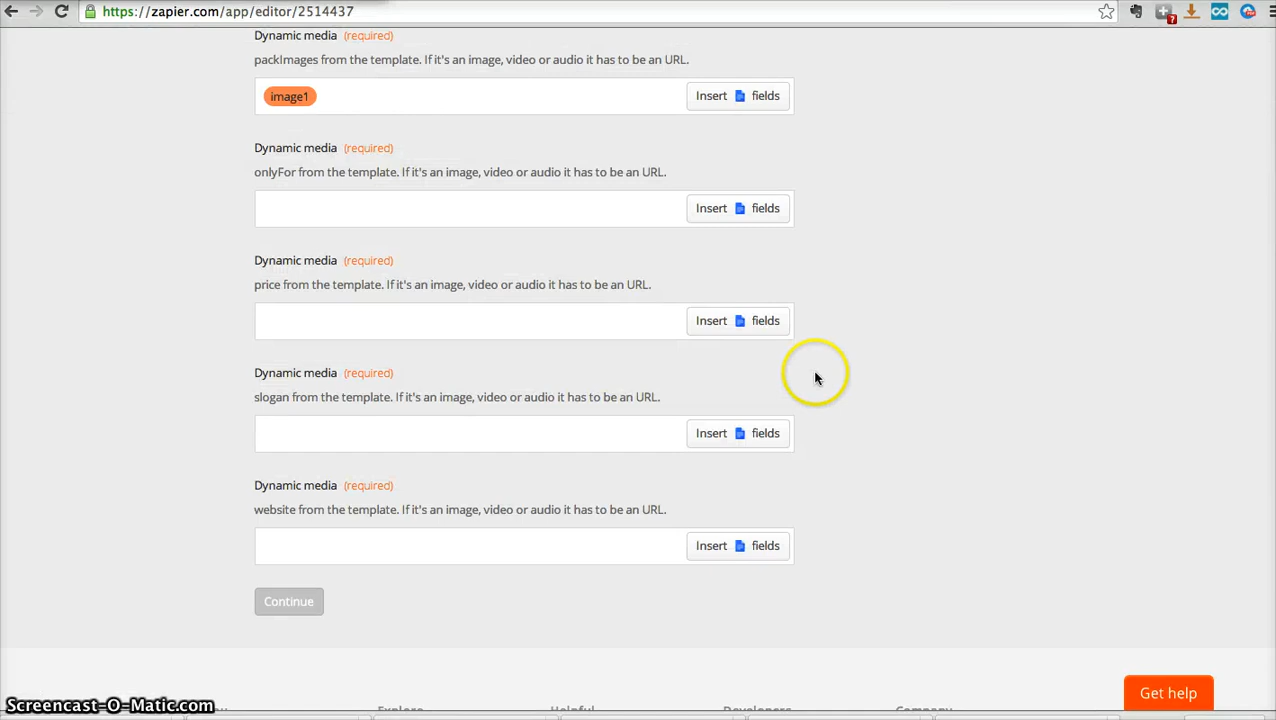 https://zapier.com/app/editor/2514437
Dynamic media (required)
packImages from the template. If it's an image, video or audio it has to be an URL.
image1
Insert fields
Dynamic media (required)
onlyFor from the template. If it's an image, video or audio it has to be an URL.
Insert fields
Dynamic media (required)
price from the template. If it's an image, video or audio it has to be an URL.
Insert fields
Dynamic media (required)
slogan from the template. If it's an image, video or audio it has to be an URL.
Insert fields
Dynamic media (required)
website from the template. If it's an image, video or audio it has to be an URL.
Insert fields
Continue
Get help
Screencast-O-Matic.com
Explore Helpful Developers Company